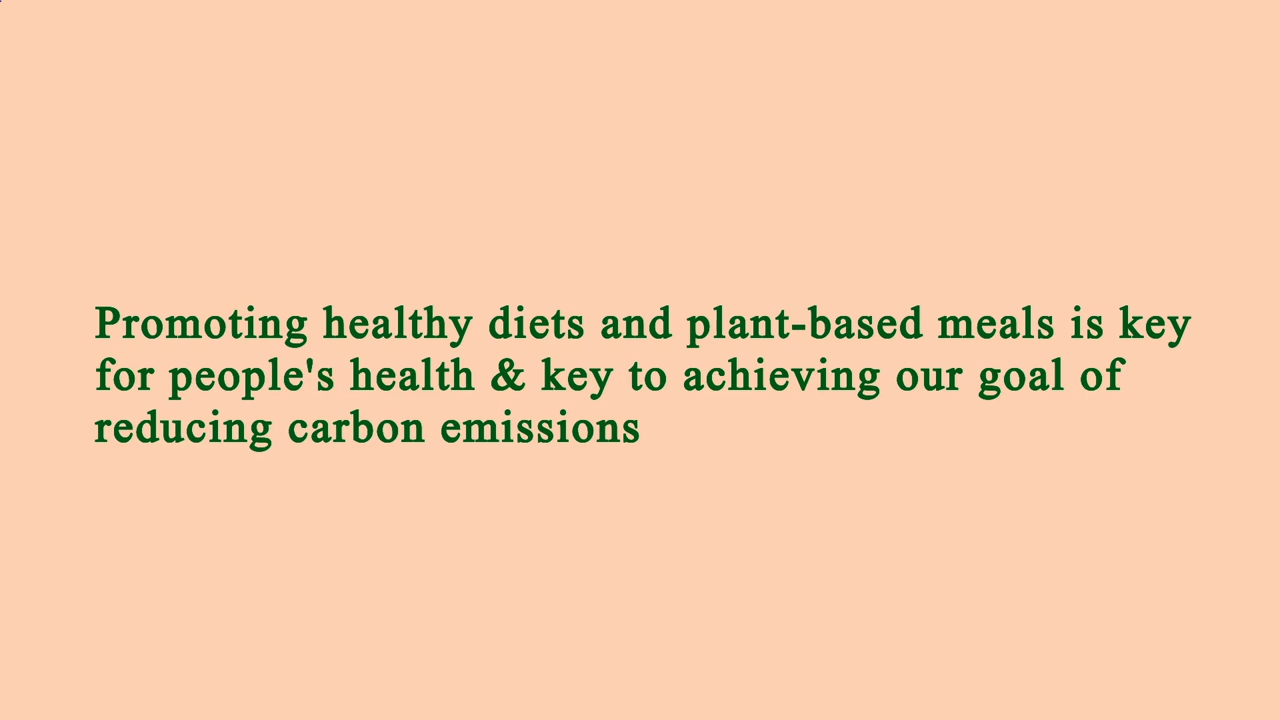 Promoting healthy diets and plant-based meals is key
for people's health & key to achieving our goal of
reducing carbon emissions